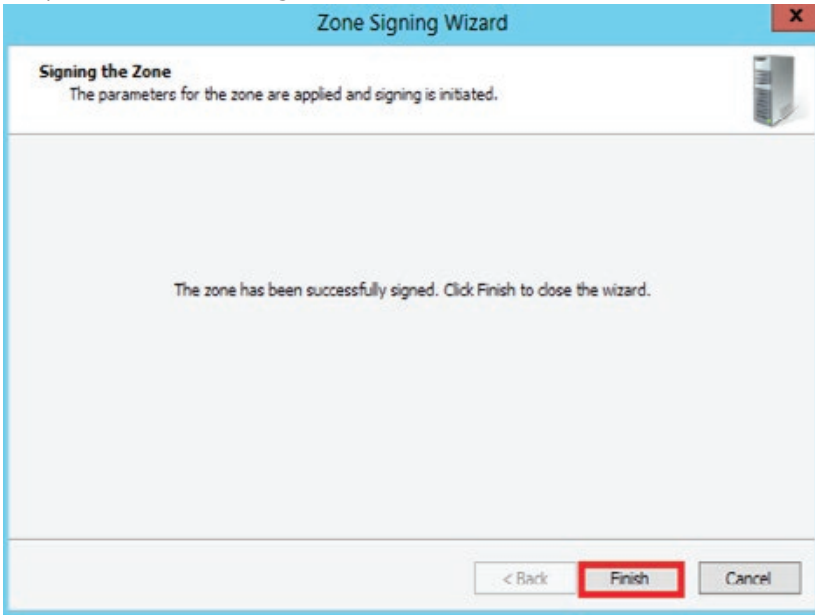 Zone Signing Wizard
x
Signing the Zone
The parameters for the zone are applied and signing is initiated.
The zone has been successfully signed. Click Finish to close the wizard.
< Back Finish Cancel